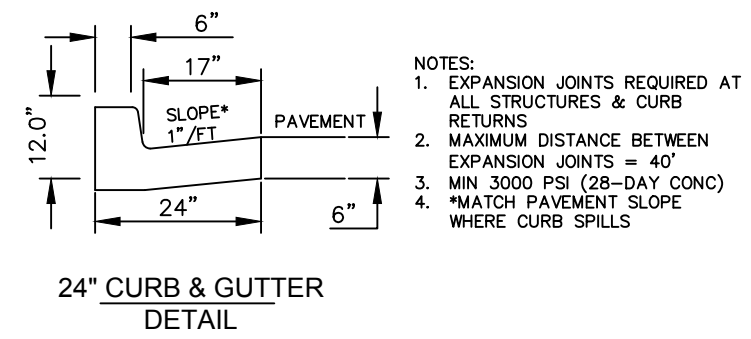 6"
17"
12.0"
SLOPE*
1"/FT
PAVEMENT
24"
6"
NOTES:
1. EXPANSION JOINTS REQUIRED AT
ALL STRUCTURES & CURB
RETURNS
2. MAXIMUM DISTANCE BETWEEN
EXPANSION JOINTS = 40'
3. MIN 3000 PSI (28-DAY CONC)
4. *MATCH PAVEMENT SLOPE
WHERE CURB SPILLS
24" CURB & GUTTER
DETAIL